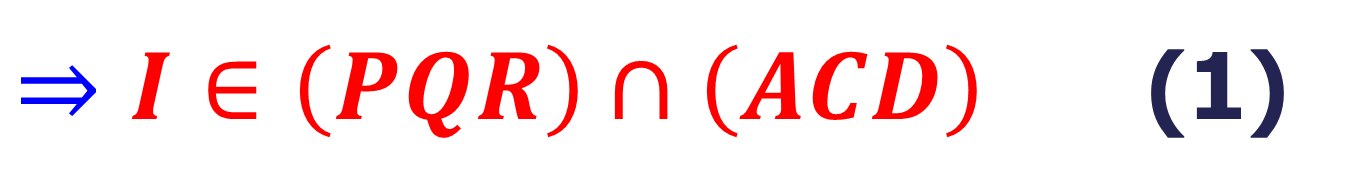 ⇒ I ∈ (PQR) ∩ (ACD) (1)